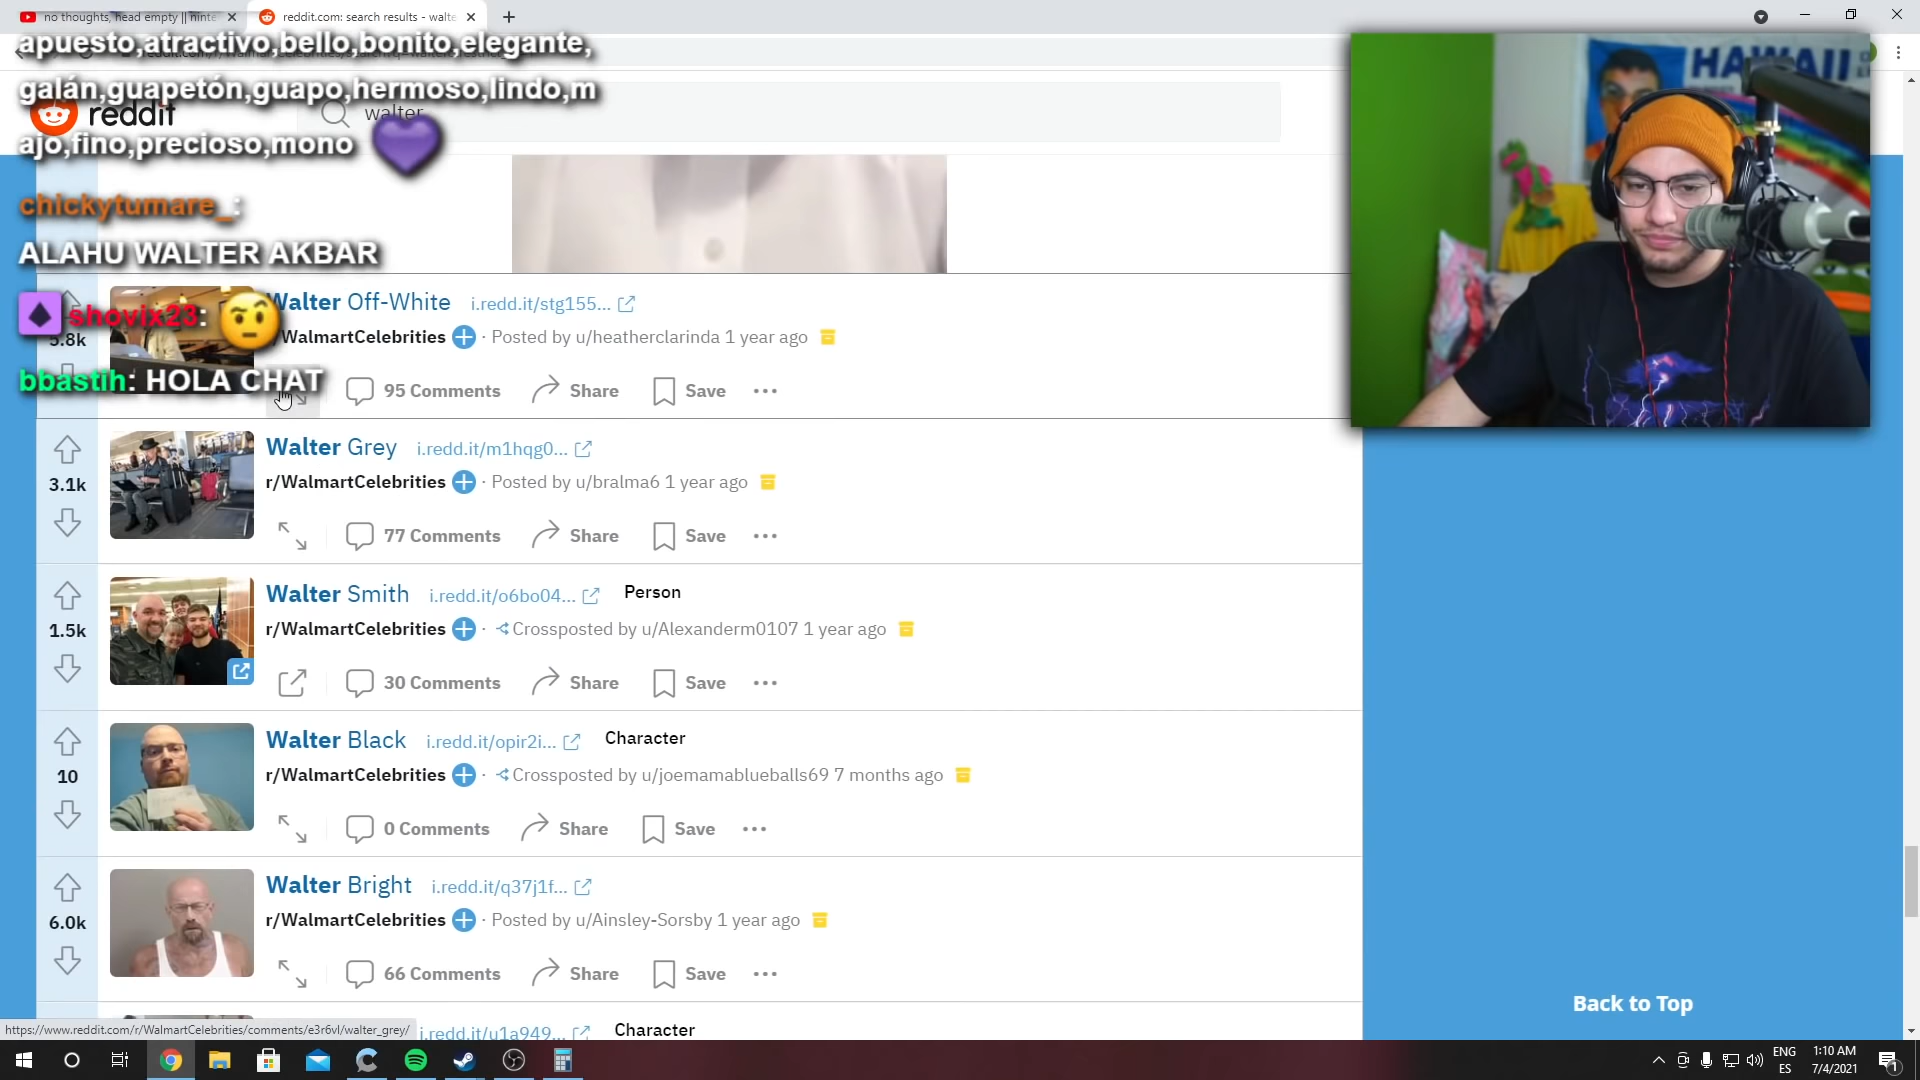 no thoughts, head empty || ninte
reddit.com: search results - walte
apuesto,atractivo,bello,bonito,elegante,
galán,guapetón,guapo,hermoso,lindo,m
ajo,fino,precioso,mono
reddit
walter
HAWAII
chickytumare_:
ALAHU WALTER AKBAR
shovix23:
bbastih: HOLA CHAT
5.8k
Walter Off-White i.redd.it/stg155...
r/WalmartCelebrities · Posted by u/heatherclarinda 1 year ago
95 Comments Share Save
Walter Grey i.redd.it/m1hqg0...
3.1k
r/WalmartCelebrities · Posted by u/bralma6 1 year ago
77 Comments Share Save
Walter Smith i.redd.it/o6bo04... Person
1.5k
r/WalmartCelebrities · Crossposted by u/Alexanderm0107 1 year ago
30 Comments Share Save
Walter Black i.redd.it/opir2i... Character
10
r/WalmartCelebrities · Crossposted by u/joemamablueballs69 7 months ago
0 Comments Share Save
Walter Bright i.redd.it/q37j1f...
6.0k
r/WalmartCelebrities · Posted by u/Ainsley-Sorsby 1 year ago
66 Comments Share Save
Back to Top
https://www.reddit.com/r/WalmartCelebrities/comments/e3r6vl/walter_grey/
i.redd.it/u1a949... Character
ENG
ES
1:10 AM
7/4/2021
1